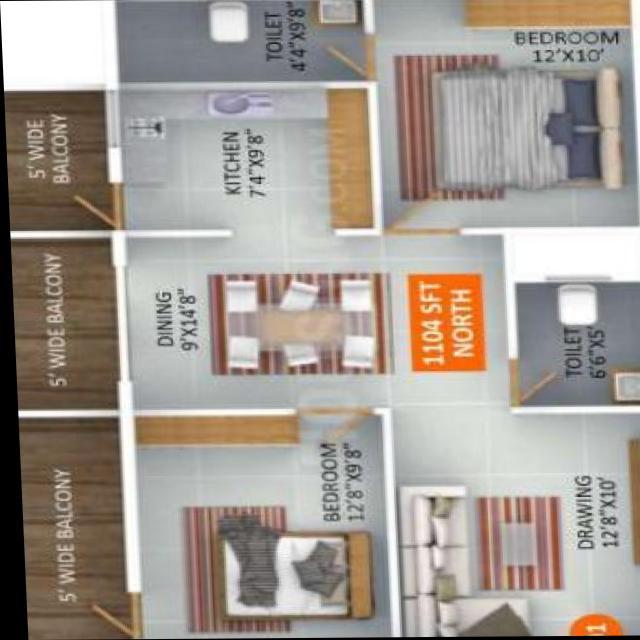 TOILET
4'4"X9'8"
BEDROOM
12'X10'
5' WIDE
BALCONY
KITCHEN
7'4"X9'8"
5' WIDE BALCONY
DINING
9'X14'8"
1104 SFT
NORTH
TOILET
6'6"X5'
5' WIDE BALCONY
BEDROOM
12'8"X9'8"
DRAWING
12'8"X10'
1